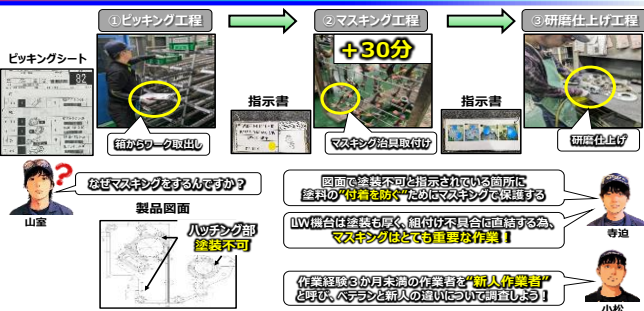 ①ピッキング工程
②マスキング工程
③研磨仕上げ工程
ピッキングシート
+30分
指示書
指示書
箱からワーク取出し
マスキング治具取付け
研磨仕上げ
82
?
なぜマスキングをするんですか?
山室
製品図面
ハッチング部
塗装不可
図面で塗装不可と指示されている箇所に
塗料の"付着を防ぐ"ためにマスキングで保護する
LW機台は塗装も厚く、組付け不具合に直結する為、
マスキングはとても重要な作業!
寺迫
作業経験3か月未満の作業者を"新人作業者"
と呼び、ベテランと新人の違いについて調査しよう!
小松